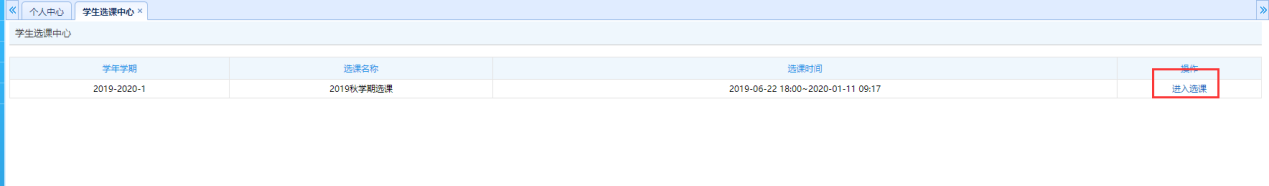 个人中心 学生选课中心 ×
学生选课中心
学年学期 选课名称 选课时间 操作
2019-2020-1 2019秋学期选课 2019-06-22 18:00~2020-01-11 09:17 进入选课